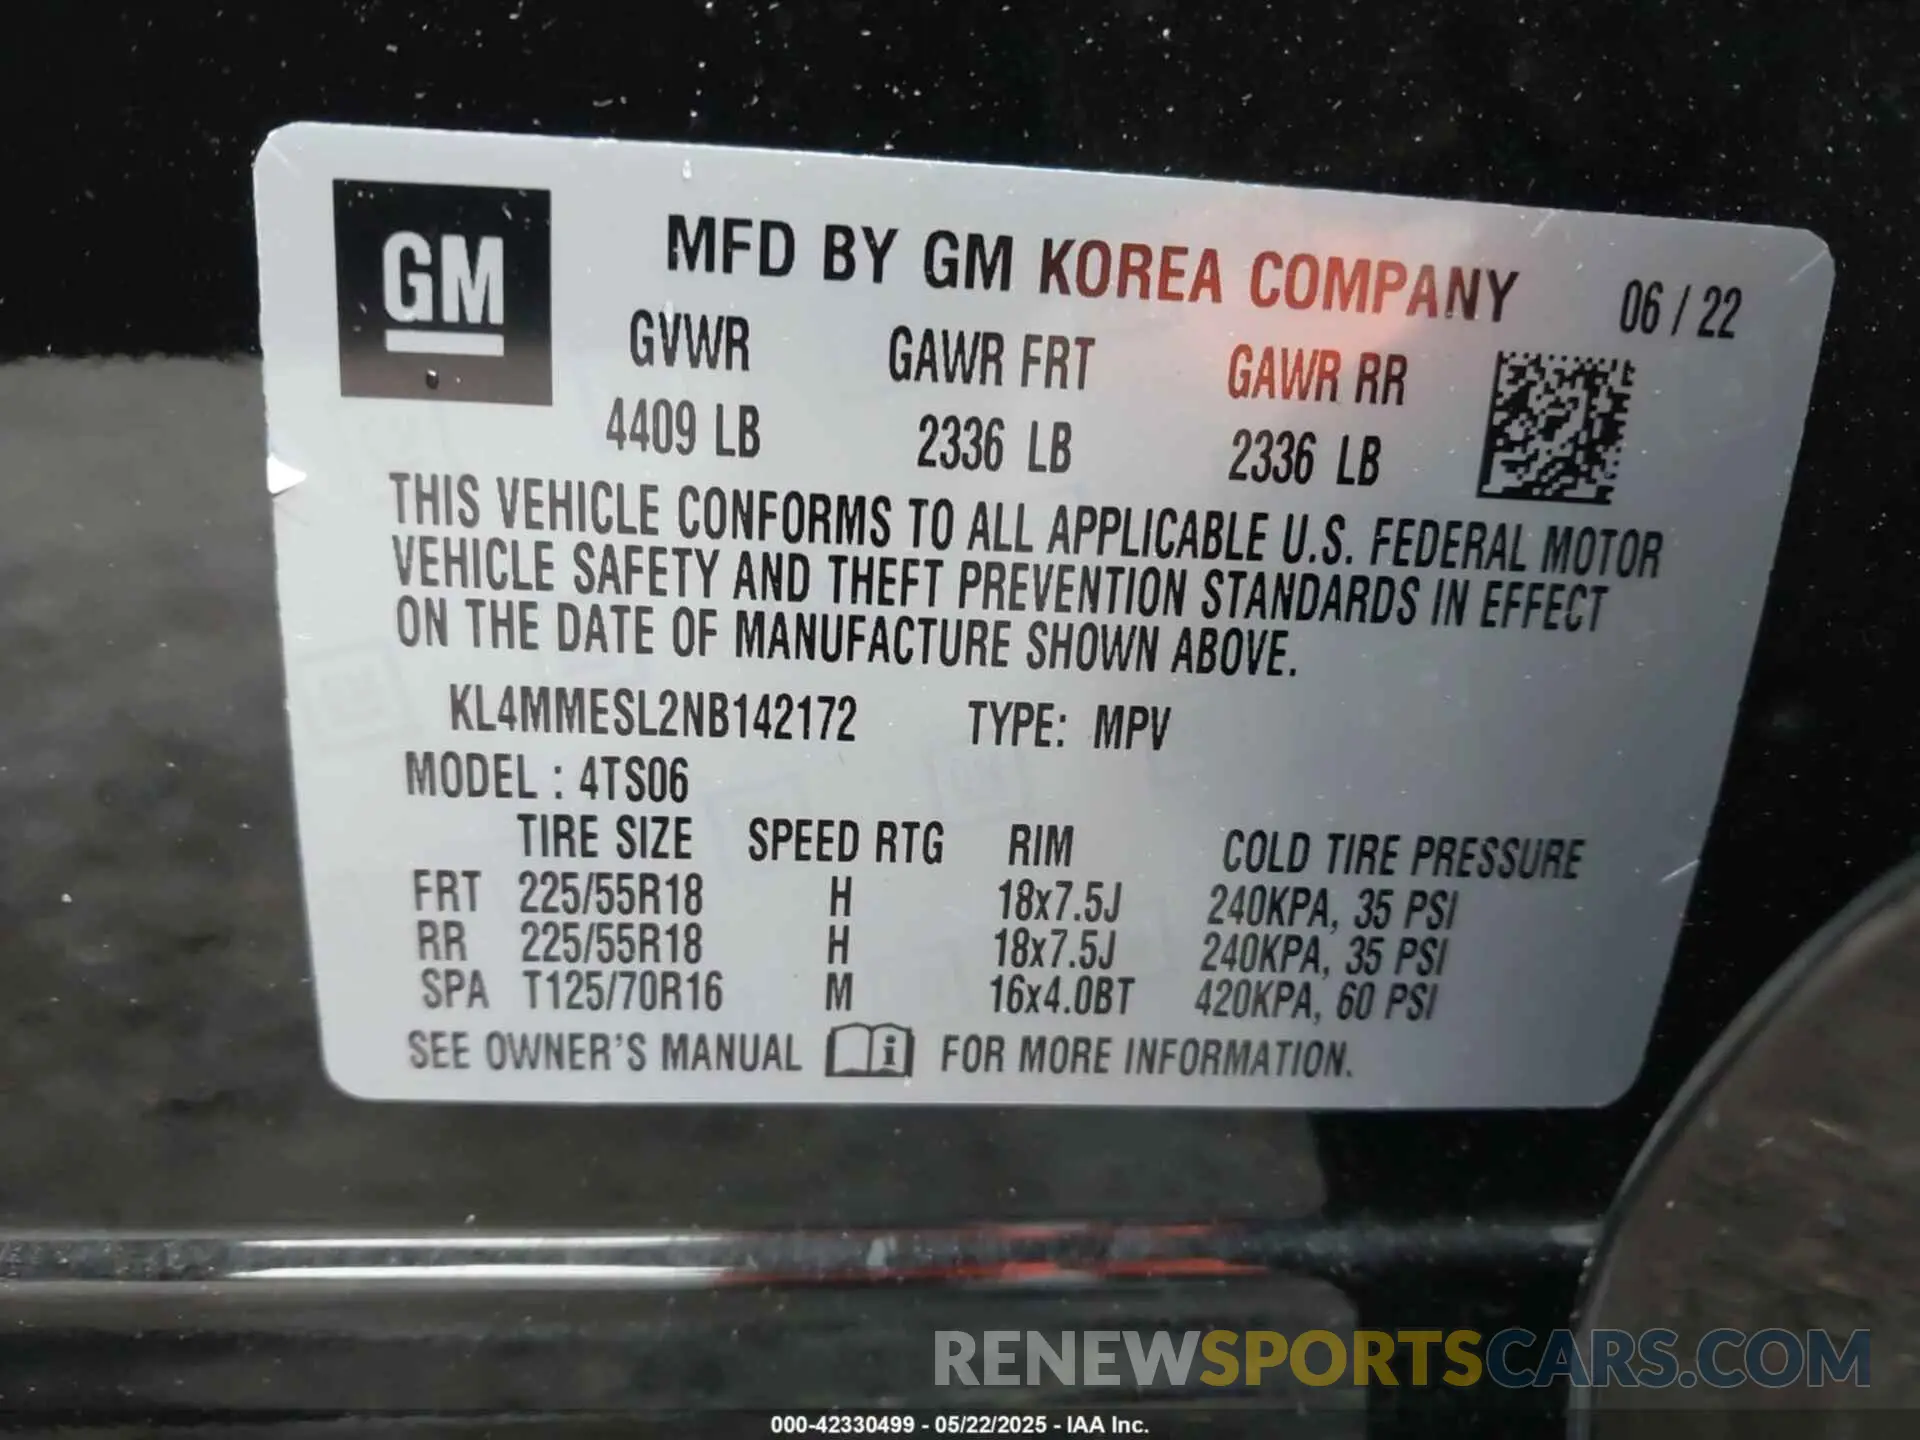 GM
MFD BY GM KOREA COMPANY 06 / 22
GVWR GAWR FRT GAWR RR
4409 LB 2336 LB 2336 LB
THIS VEHICLE CONFORMS TO ALL APPLICABLE U.S. FEDERAL MOTOR
VEHICLE SAFETY AND THEFT PREVENTION STANDARDS IN EFFECT
ON THE DATE OF MANUFACTURE SHOWN ABOVE.
KL4MMESL2NB142172 TYPE: MPV
MODEL : 4TS06
TIRE SIZE SPEED RTG RIM COLD TIRE PRESSURE
FRT 225/55R18 H 18x7.5J 240KPA, 35 PSI
RR 225/55R18 H 18x7.5J 240KPA, 35 PSI
SPA T125/70R16 M 16x4.0BT 420KPA, 60 PSI
SEE OWNER'S MANUAL i FOR MORE INFORMATION.
RENEWSPORTSCARS.COM
000-42330499 - 05/22/2025 - IAA Inc.